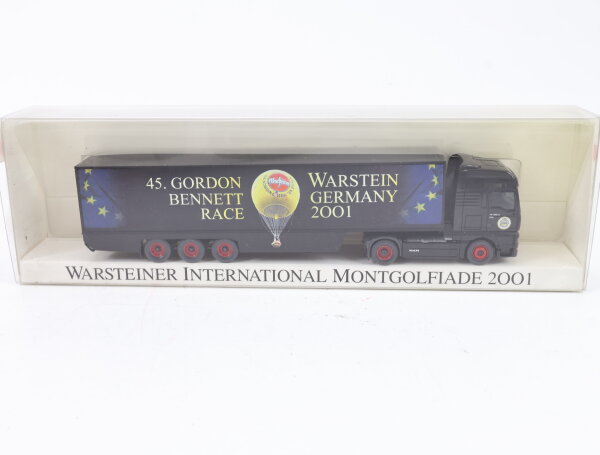 45. GORDON
BENNETT
RACE
WARSTEIN
GERMANY
2001
WARSTEINER INTERNATIONAL MONTGOLFIADE 2001